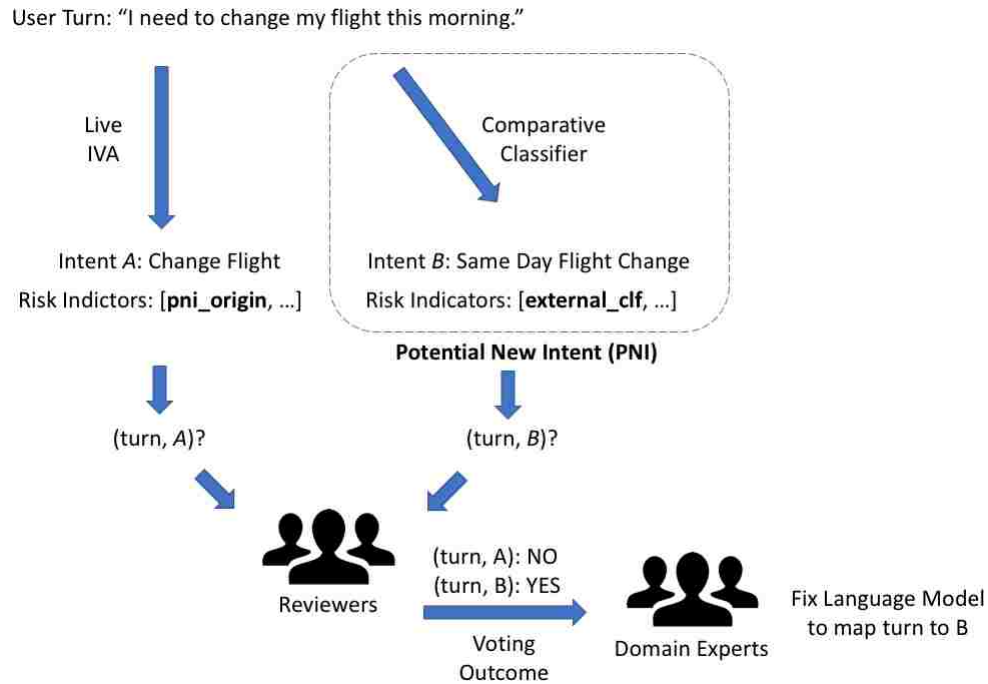 User Turn: “I need to change my flight this morning.”
Live
IVA
Comparative
Classifier
Intent A: Change Flight
Risk Indictors: [pni_origin, ...]
Intent B: Same Day Flight Change
Risk Indicators: [external_clf, ...]
Potential New Intent (PNI)
(turn, A)?
(turn, B)?
Reviewers
(turn, A): NO
(turn, B): YES
Voting
Outcome
Domain Experts
Fix Language Model
to map turn to B